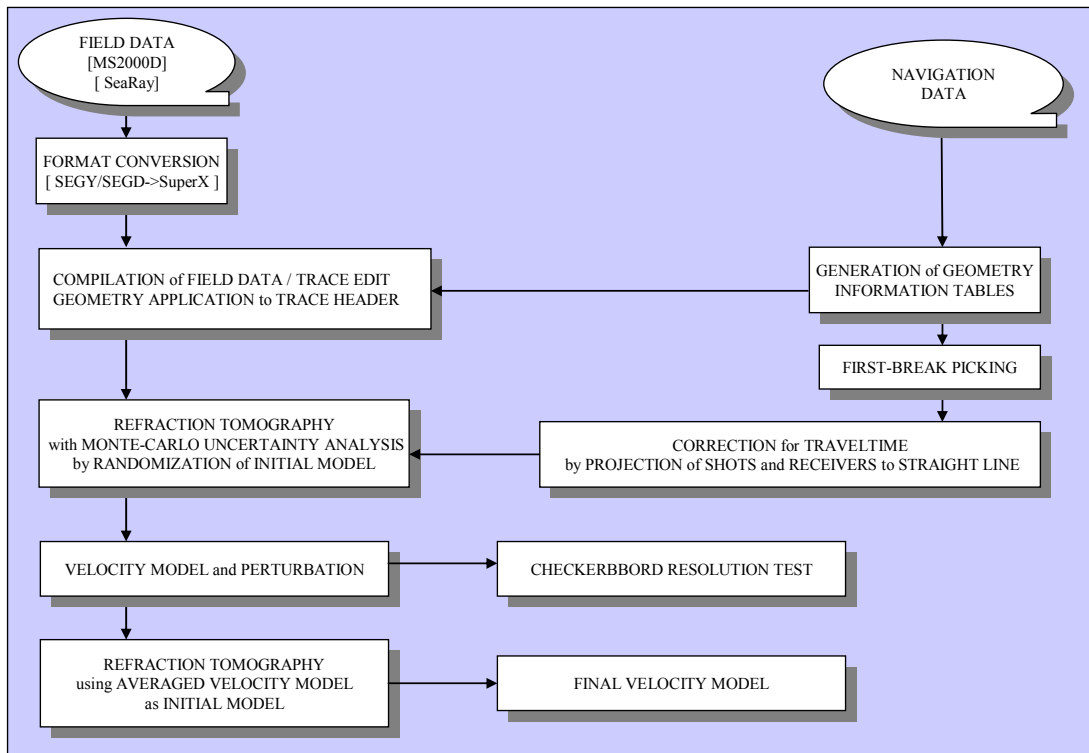 FIELD DATA
[MS2000D]
[ SeaRay]
NAVIGATION
DATA
FORMAT CONVERSION
[ SEGY/SEGD->SuperX ]
COMPILATION of FIELD DATA / TRACE EDIT
GEOMETRY APPLICATION to TRACE HEADER
GENERATION of GEOMETRY
INFORMATION TABLES
FIRST-BREAK PICKING
REFRACTION TOMOGRAPHY
with MONTE-CARLO UNCERTAINTY ANALYSIS
by RANDOMIZATION of INITIAL MODEL
CORRECTION for TRAVELTIME
by PROJECTION of SHOTS and RECEIVERS to STRAIGHT LINE
VELOCITY MODEL and PERTURBATION
CHECKERBBORD RESOLUTION TEST
REFRACTION TOMOGRAPHY
using AVERAGED VELOCITY MODEL
as INITIAL MODEL
FINAL VELOCITY MODEL